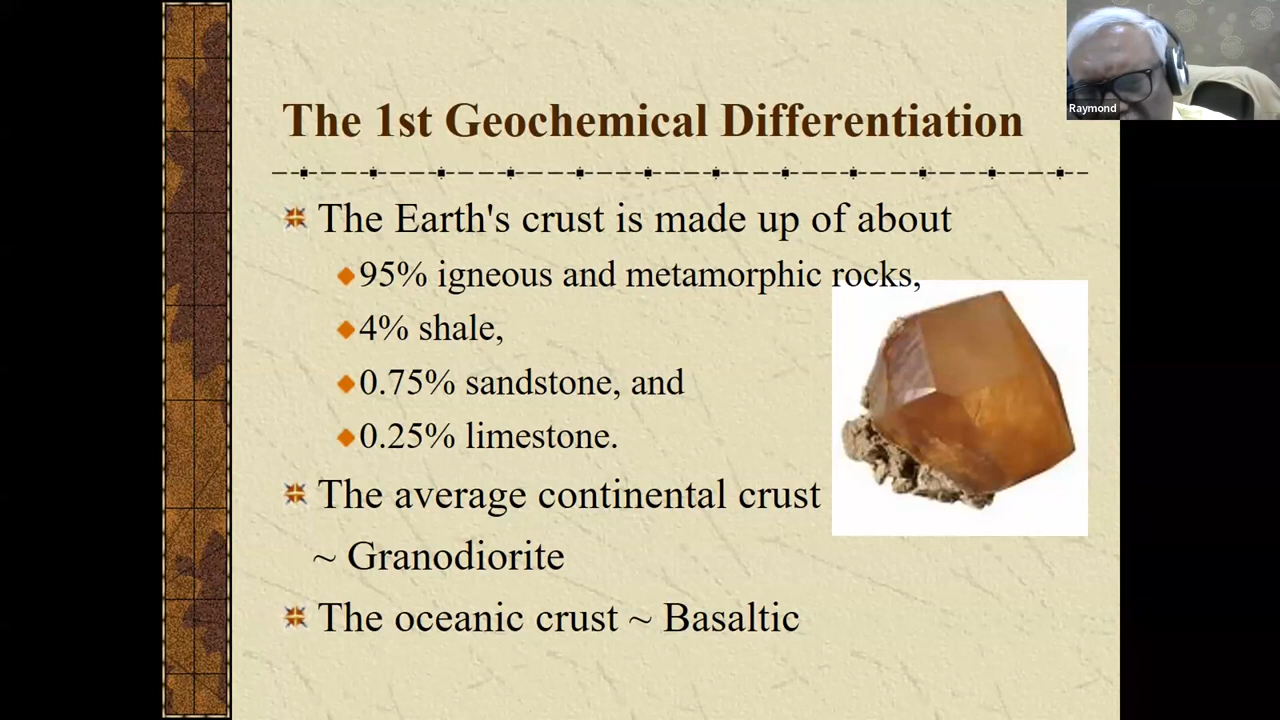 Raymond
The 1st Geochemical Differentiation
The Earth's crust is made up of about
95% igneous and metamorphic rocks,
4% shale,
0.75% sandstone, and
0.25% limestone.
The average continental crust
~ Granodiorite
The oceanic crust ~ Basaltic